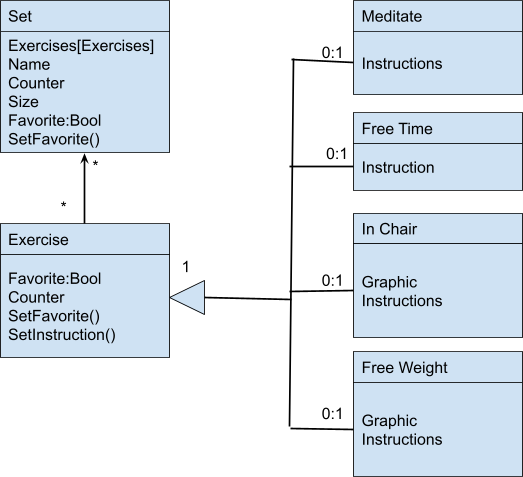 Set
Exercises[Exercises]
Name
Counter
Size
Favorite:Bool
SetFavorite()
*
*
Exercise
Favorite:Bool
Counter
SetFavorite()
SetInstruction()
1
Meditate
0:1
Instructions
Free Time
0:1
Instruction
In Chair
0:1
Graphic
Instructions
Free Weight
0:1
Graphic
Instructions